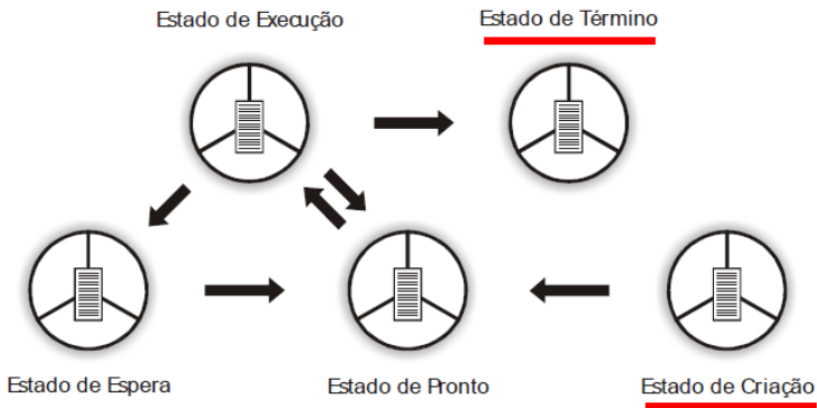 Estado de Execução
Estado de Término
Estado de Espera
Estado de Pronto
Estado de Criação